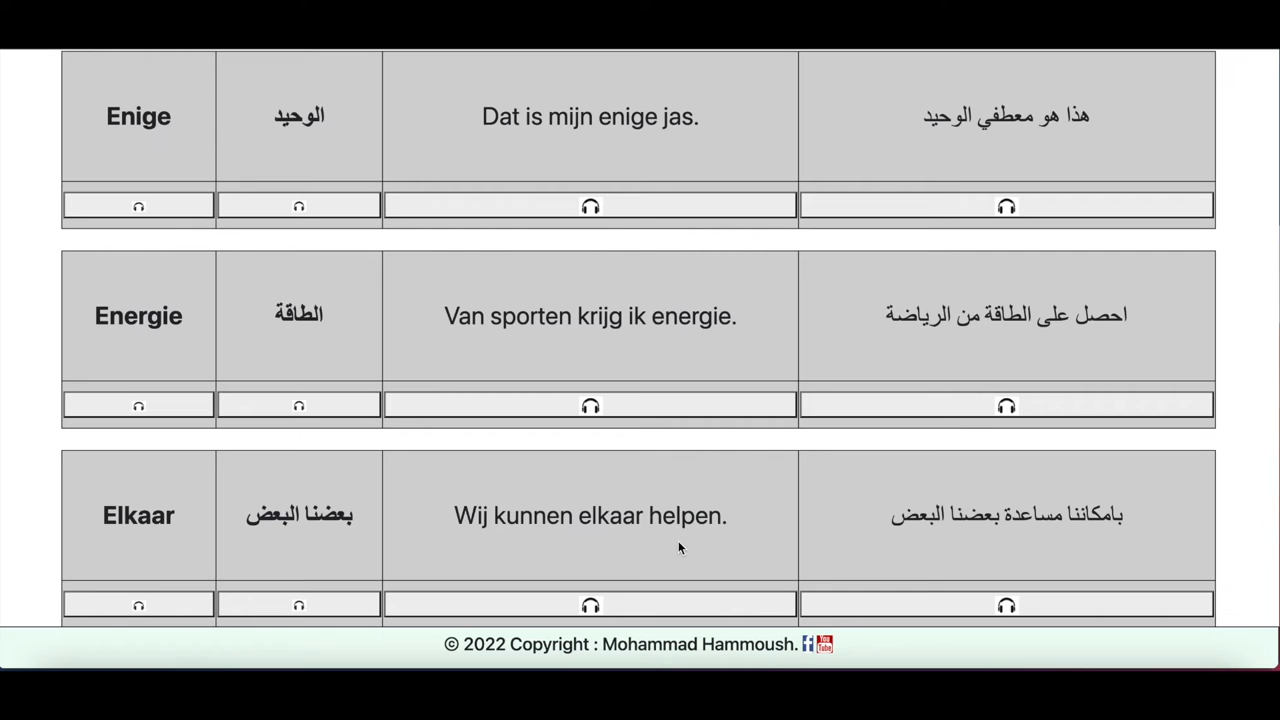 Enige
الوحيد
Dat is mijn enige jas.
هذا هو معطفي الوحيد
Energie
الطاقة
Van sporten krijg ik energie.
احصل على الطاقة من الرياضة
Elkaar
بعضنا البعض
Wij kunnen elkaar helpen.
بامكاننا مساعدة بعضنا البعض
© 2022 Copyright : Mohammad Hammoush. f You Tube